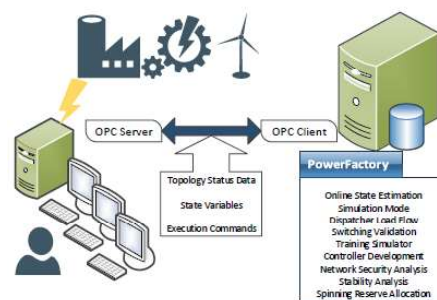 OPC Server
OPC Client
Topology Status Data
State Variables
Execution Commands
PowerFactory
Online State Estimation
Simulation Mode
Dispatcher Load Flow
Switching Validation
Training Simulator
Controller Development
Network Security Analysis
Stability Analysis
Spinning Reserve Allocation